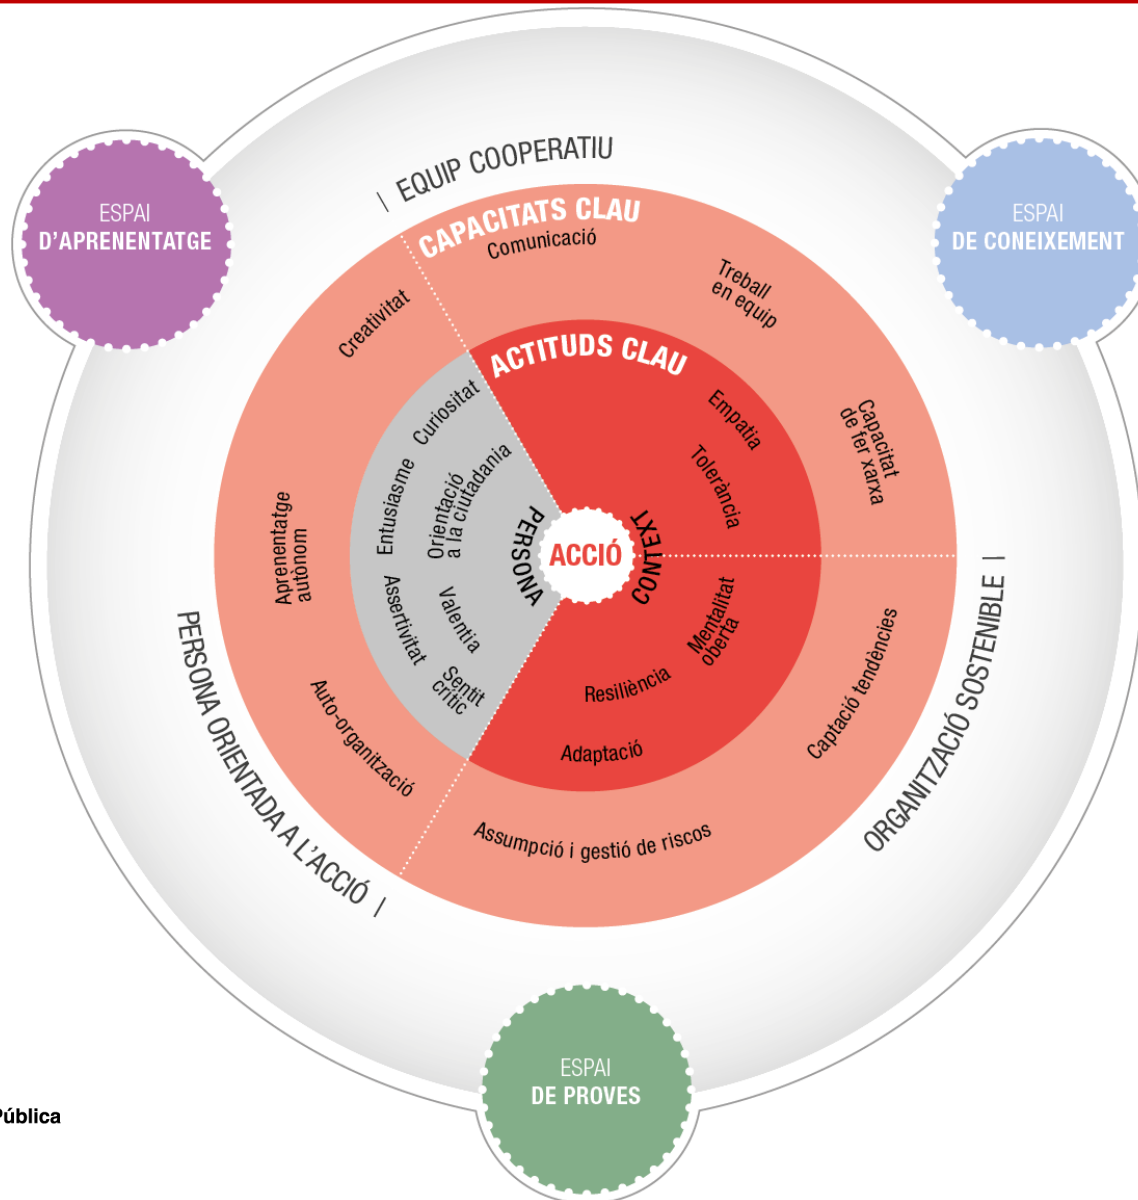 EQUIP COOPERATIU
ESPAI
D'APRENENTATGE
ESPAI
DE CONEIXEMENT
CAPACITATS CLAU
Comunicació
Treball
en equip
Creativitat
ACTITUDS CLAU
Curiositat
Empatia
Capacitat
de fer xarxa
Tolerància
Entusiasme
Orientació
a la ciutadania
Aprenentatge
autònom
PERSONA
ACCIÓ
CONTEXT
Assertivitat
Valentia
Mentalitat
oberta
Sentit
crític
Resiliència
Captació tendències
Auto-organització
Adaptació
Assumpció i gestió de riscos
PERSONA ORIENTADA A L'ACCIÓ
ORGANITZACIÓ SOSTENIBLE
ESPAI
DE PROVES
Pública